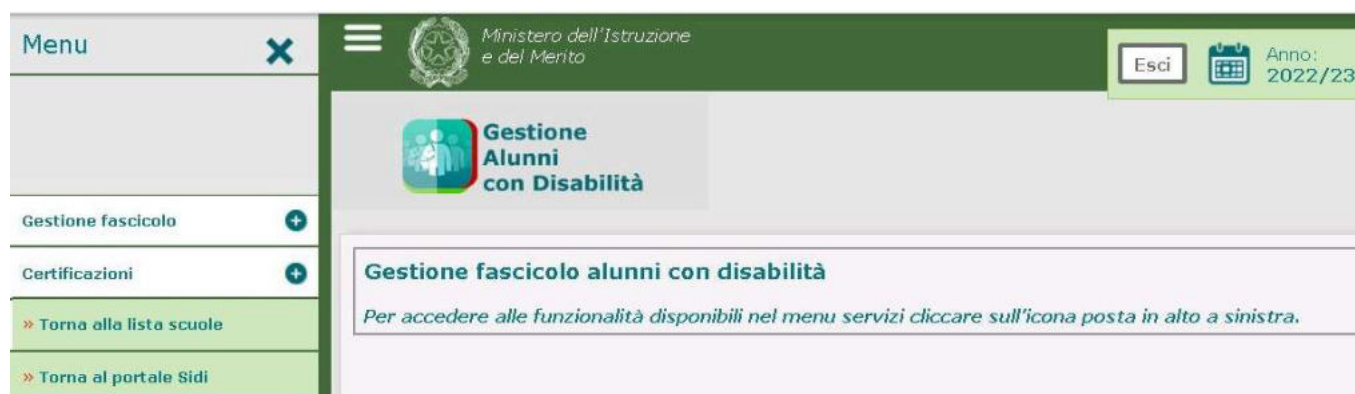 Menu
Ministero dell'Istruzione
e del Merito
Esci
Anno:
2022/23
Gestione
Alunni
con Disabilità
Gestione fascicolo
Certificazioni
» Torna alla lista scuole
» Torna al portale Sidi
Gestione fascicolo alunni con disabilità
Per accedere alle funzionalità disponibili nel menu servizi cliccare sull'icona posta in alto a sinistra.